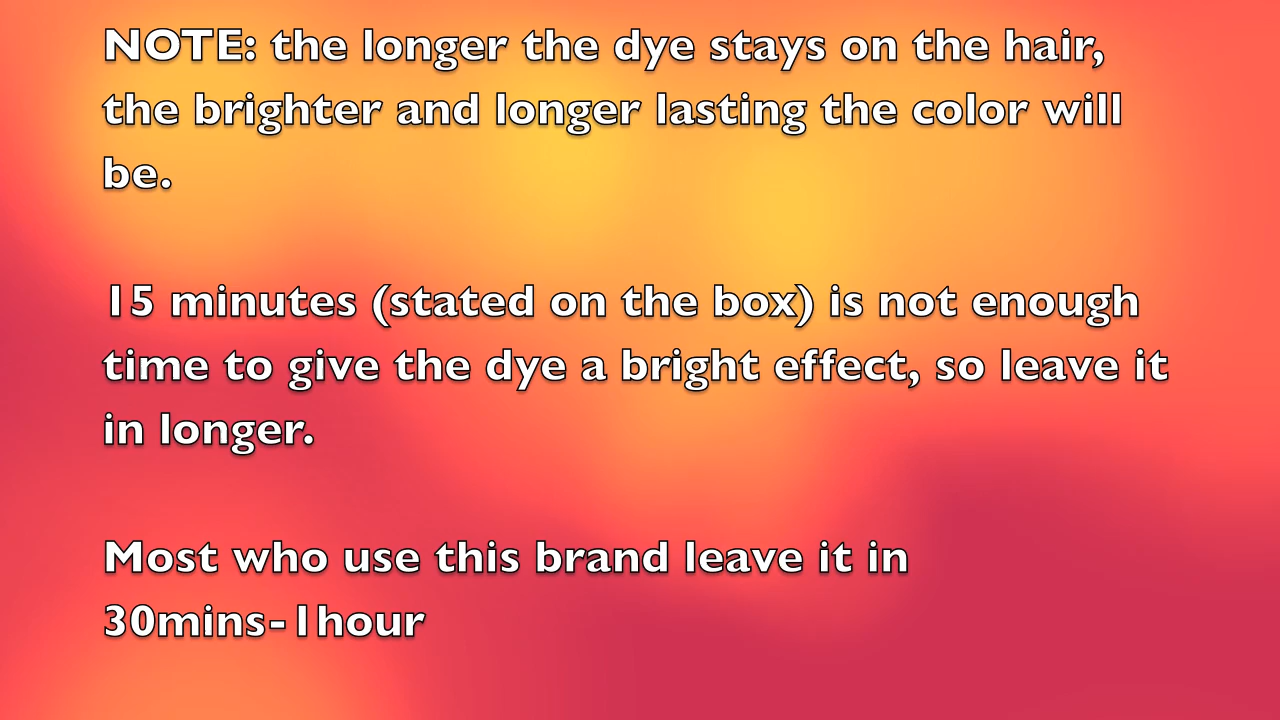 NOTE: the longer the dye stays on the hair,
the brighter and longer lasting the color will
be.
15 minutes (stated on the box) is not enough
time to give the dye a bright effect, so leave it
in longer.
Most who use this brand leave it in
30mins-1hour